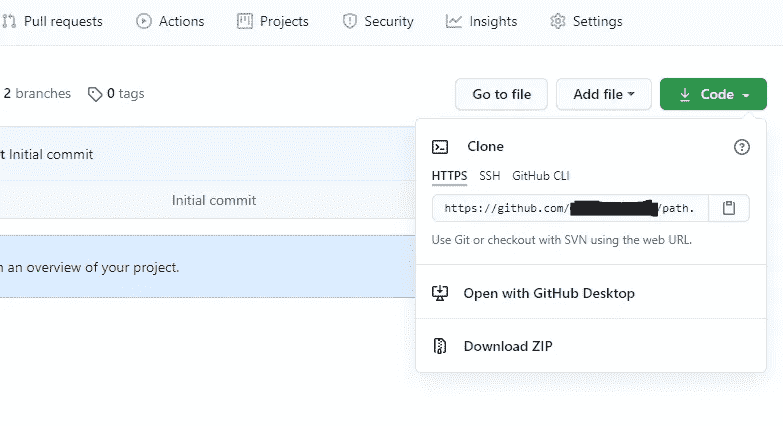 Pull requests Actions Projects Security Insights Settings
2 branches 0 tags Go to file Add file Code
t Initial commit
Initial commit
n an overview of your project.
Clone
HTTPS SSH GitHub CLI
https://github.com/ /path.
Use Git or checkout with SVN using the web URL.
Open with GitHub Desktop
Download ZIP